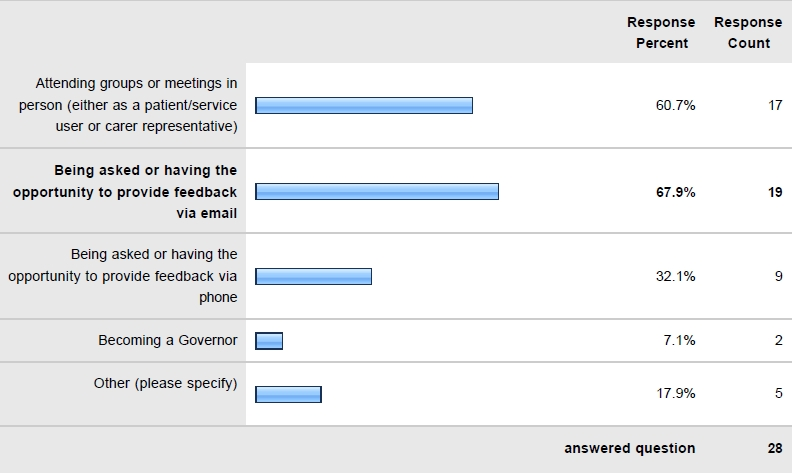 Response Response
Percent Count
Attending groups or meetings in
person (either as a patient/service 60.7% 17
user or carer representative)
Being asked or having the
opportunity to provide feedback 67.9% 19
via email
Being asked or having the
opportunity to provide feedback via 32.1% 9
phone
Becoming a Governor 7.1% 2
Other (please specify)
17.9% 5
answered question 28